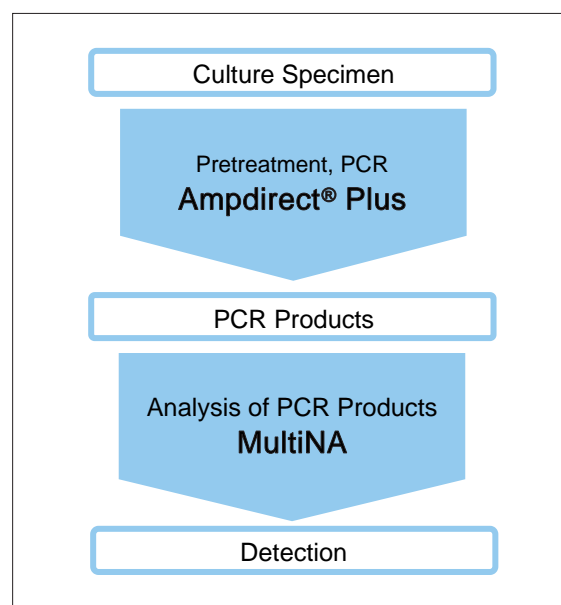 Culture Specimen
Pretreatment, PCR
Ampdirect® Plus
PCR Products
Analysis of PCR Products
MultiNA
Detection